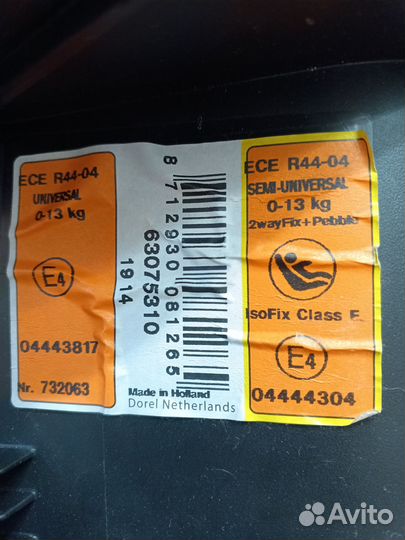 ECE R44-04
UNIVERSAL
0-13 kg
E4
04443817
Nr. 732063
8 712930 081265
63075310
1914
Made in Holland
Dorel Netherlands
ECE R44-04
SEMI-UNIVERSAL
0-13 kg
2wayFix+Pebble
IsoFix Class E
E4
04444304
Avito